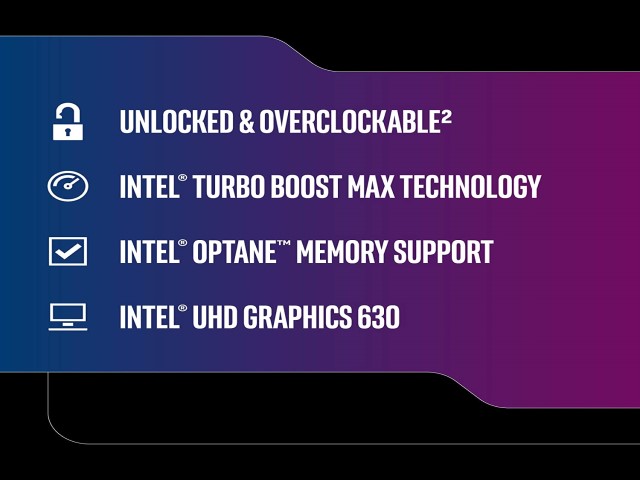 UNLOCKED & OVERCLOCKABLE²
INTEL® TURBO BOOST MAX TECHNOLOGY
INTEL® OPTANE™ MEMORY SUPPORT
INTEL® UHD GRAPHICS 630